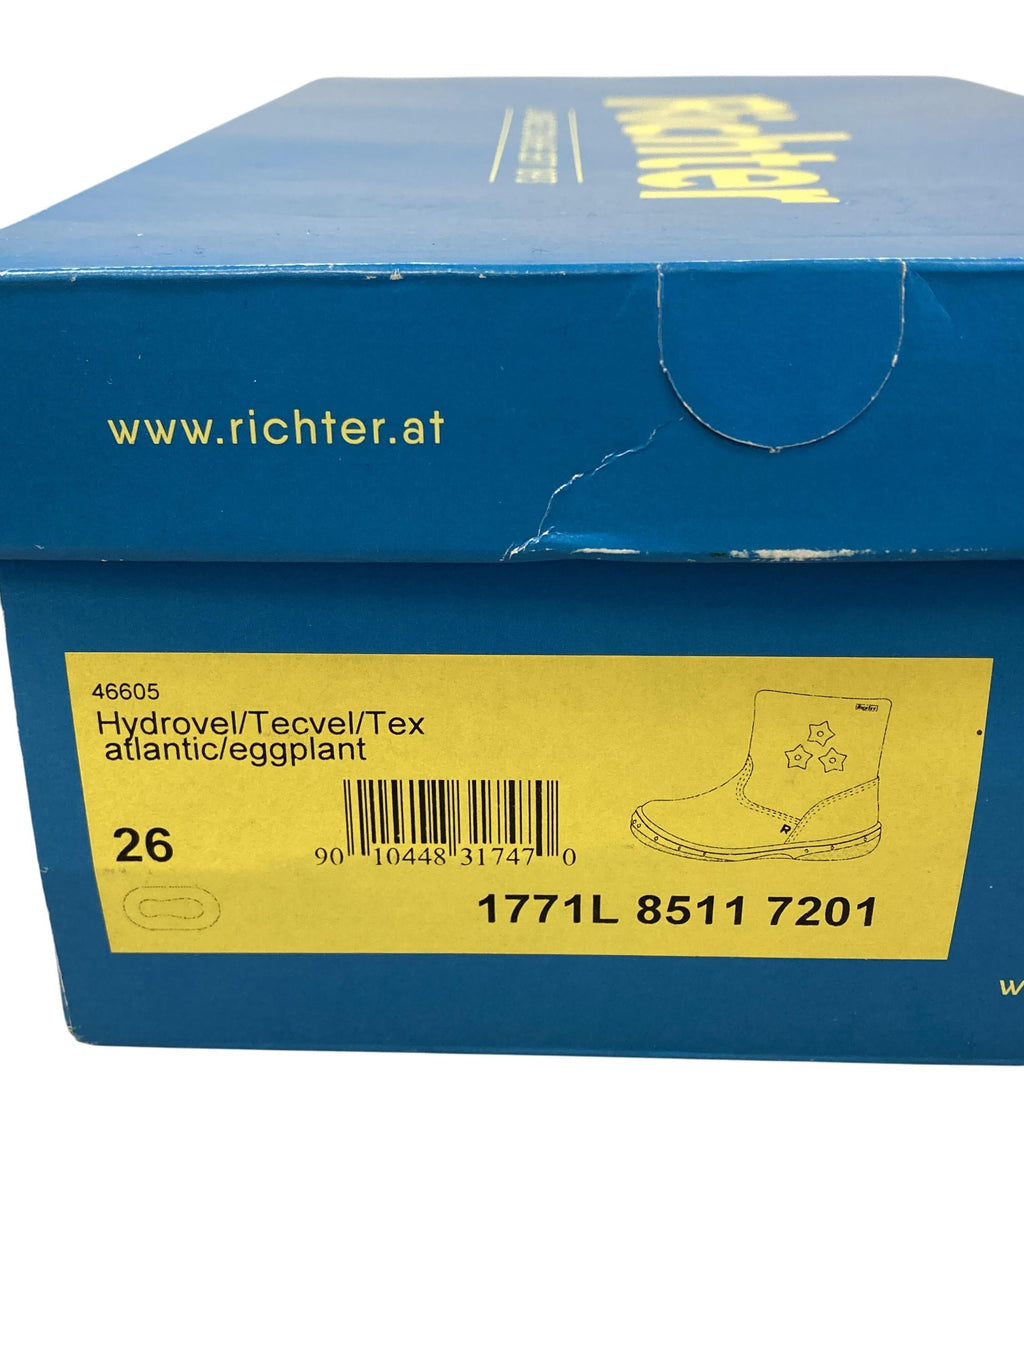 Richter
www.richter.at
46605
Hydrovel/Tecvel/Tex
atlantic/eggplant
26
90 10448 31747 0
R
1771L 8511 7201
w